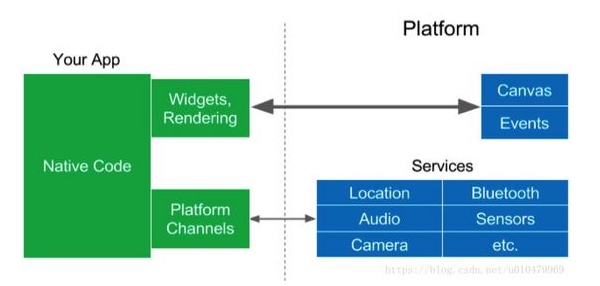 Platform
Your App
Widgets,
Rendering
Canvas
Events
Native Code
Services
Platform
Channels
Location
Bluetooth
Audio
Sensors
Camera
etc.
https://blog.csdn.net/u010479969